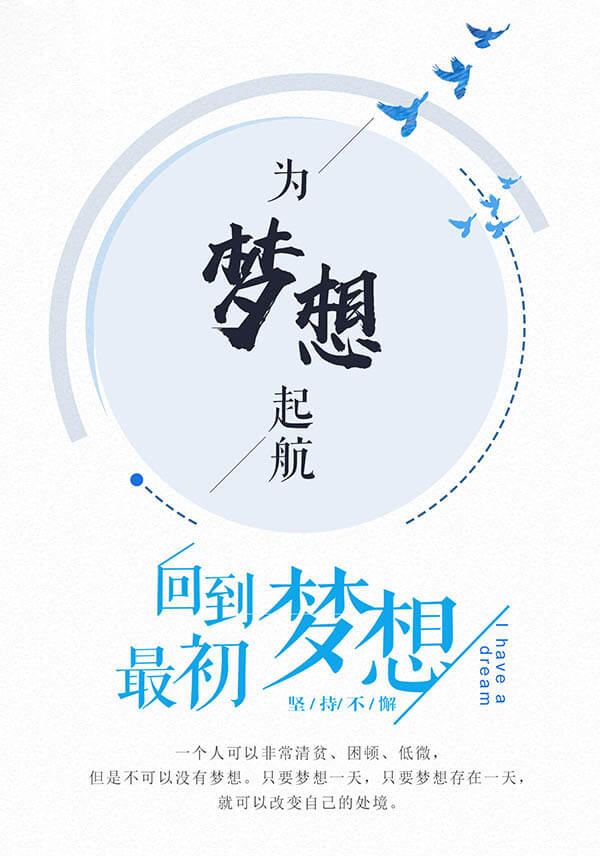 为
梦想
起航
回到
最初
梦想
I have a
dream
坚/持/不/懈
一个人可以非常清贫、困顿、低微，
但是不可以没有梦想。只要梦想一天，只要梦想存在一天，
就可以改变自己的处境。